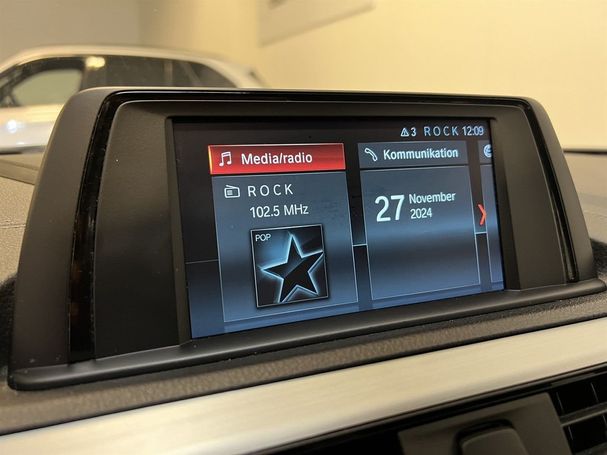 ⚠3 ROCK 12:09
Media/radio
ROCK
102.5 MHz
POP
Kommunikation
27 November
2024